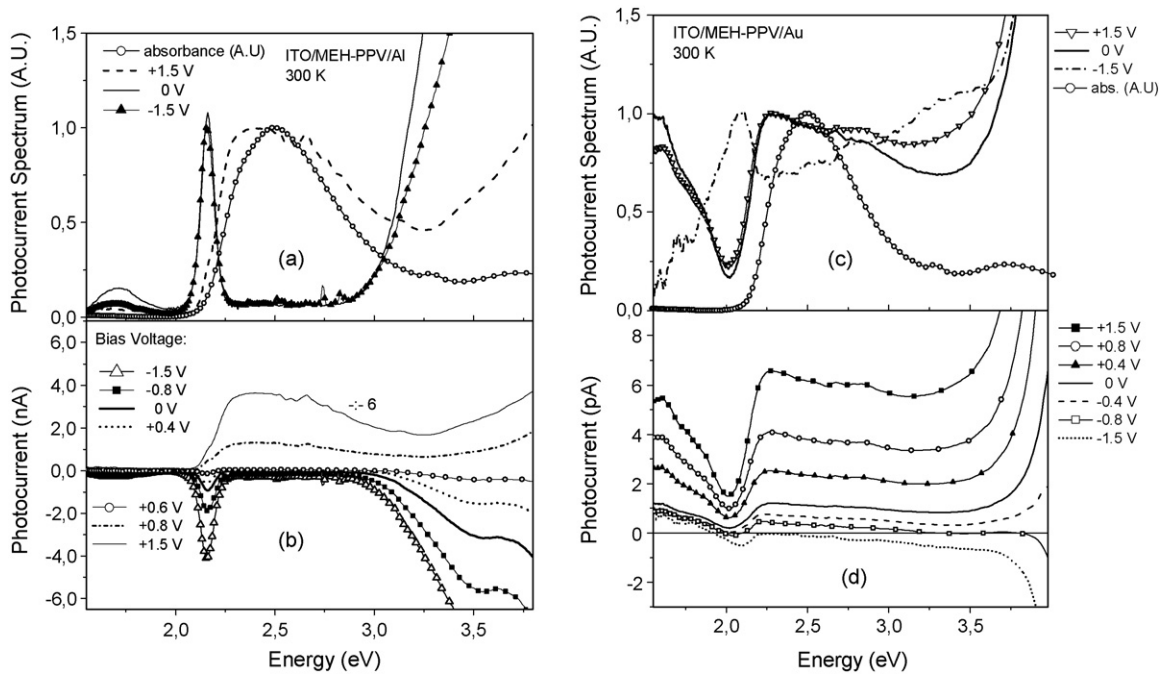 1,5
1,0
0,5
0,0
Photocurrent Spectrum (A.U.)
absorbance (A.U)
+1.5 V
0 V
-1.5 V
ITO/MEH-PPV/Al
300 K
(a)
4,0
2,0
0,0
-2,0
-4,0
-6,0
Photocurrent (nA)
Bias Voltage:
-1.5 V
-0.8 V
0 V
+0.4 V
6
+0.6 V
+0.8 V
+1.5 V
(b)
2,0 2,5 3,0 3,5
Energy (eV)
1,5
1,0
0,5
0,0
Photocurrent Spectrum (A.U.)
ITO/MEH-PPV/Au
300 K
(c)
+1.5 V
0 V
-1.5 V
abs. (A.U)
8
6
4
2
0
-2
Photocurrent (pA)
(d)
+1.5 V
+0.8 V
+0.4 V
0 V
-0.4 V
-0.8 V
-1.5 V
2,0 2,5 3,0 3,5
Energy (eV)